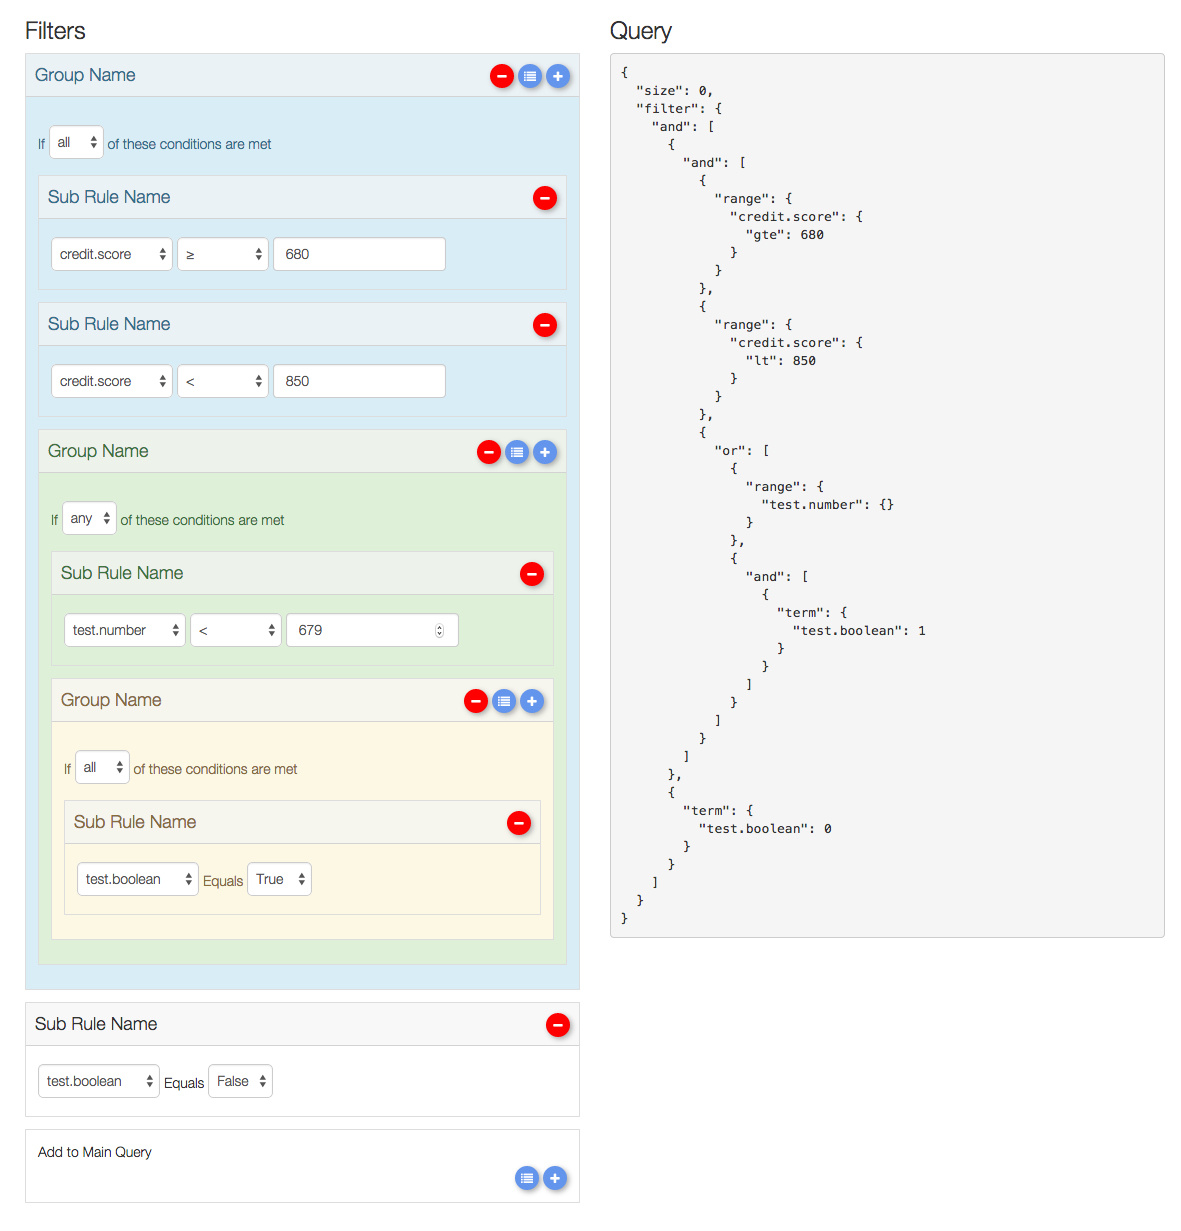 Filters
Group Name
If all of these conditions are met
Sub Rule Name
credit.score ≥ 680
Sub Rule Name
credit.score < 850
Group Name
If any of these conditions are met
Sub Rule Name
test.number < 679
Group Name
If all of these conditions are met
Sub Rule Name
test.boolean Equals True
Sub Rule Name
test.boolean Equals False
Add to Main Query
Query
{
  "size": 0,
  "filter": {
    "and": [
      {
        "and": [
          {
            "range": {
              "credit.score": {
                "gte": 680
              }
            }
          },
          {
            "range": {
              "credit.score": {
                "lt": 850
              }
            }
          },
          {
            "or": [
              {
                "range": {
                  "test.number": {}
                }
              },
              {
                "and": [
                  {
                    "term": {
                      "test.boolean": 1
                    }
                  }
                ]
              }
            ]
          }
        ]
      },
      {
        "term": {
          "test.boolean": 0
        }
      }
    ]
  }
}